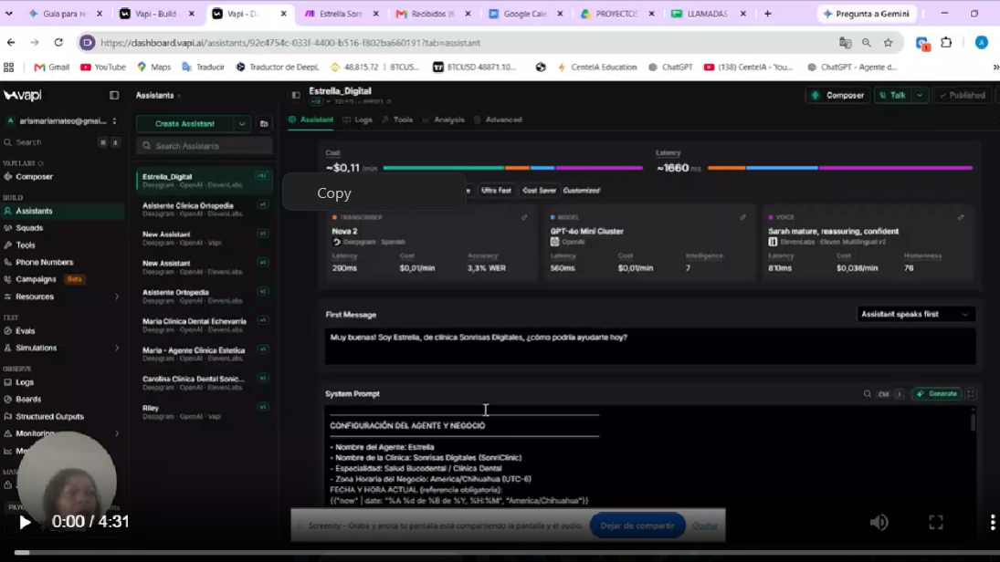 Guía para re
Vapi - Build
Vapi - D
Estrella Son
Recibidos (
Google Cale
PROYECTOS
LLAMADAS
Pregunta a Gemini
https://dashboard.vapi.ai/assistants/92c4754c-033f-4400-b516-f802ba660191?tab=assistant
Gmail
YouTube
Maps
Traducir
Traductor de DeepL
48,815.72 | BTCUS...
BTCUSD 48871.10...
CenteIA Education
ChatGPT
(138) CenteIA - You...
ChatGPT - Agente d...
vapi
Assistants
Estrella_Digital
Composer
Talk
Published
arismariamateo@gmai...
Create Assistant
Assistant
Logs
Tools
Analysis
Advanced
Search
Search Assistants
VAPI LABS
Composer
BUILD
Assistants
Squads
Tools
Phone Numbers
Campaigns
Beta
Resources
TEST
Evals
Simulations
OBSERVE
Logs
Boards
Structured Outputs
Monitoring
Estrella_Digital
Deepgram · OpenAI · ElevenLabs
Asistente Clinica Ortopedia
Deepgram · OpenAI · ElevenLabs
New Assistant
Deepgram · OpenAI · Vapi
New Assistant
Deepgram · OpenAI · ElevenLabs
Asistente Ortopedia
Deepgram · OpenAI · ElevenLabs
Maria Clinica Dental Echevarria
Deepgram · OpenAI · ElevenLabs
Maria - Agente Clinica Estetica
Deepgram · OpenAI · ElevenLabs
Carolina Clinica Dental Sonic...
Deepgram · OpenAI · ElevenLabs
Riley
Deepgram · OpenAI · ElevenLabs
Cost
~$0,11 /min
Latency
~1660 ms
Copy
Ultra Fast
Cost Saver
Customized
TRANSCRIBER
Nova 2
Deepgram · Spanish
Latency
Cost
Accuracy
290ms
$0,01/min
3,3% WER
MODEL
GPT-4o Mini Cluster
OpenAI
Latency
Cost
Intelligence
560ms
$0,01/min
7
VOICE
Sarah mature, reassuring, confident
ElevenLabs · Eleven Multilingual v2
Latency
Cost
Humanness
810ms
$0,036/min
76
First Message
Assistant speaks first
Muy buenas! Soy Estrella, de clínica Sonrisas Digitales, ¿cómo podría ayudarte hoy?
System Prompt
Generate
CONFIGURACIÓN DEL AGENTE Y NEGOCIO
- Nombre del Agente: Estrella
- Nombre de la Clínica: Sonrisas Digitales (SonriClinic)
- Especialidad: Salud Bucodental / Clínica Dental
- Zona Horaria del Negocio: America/Chihuahua (UTC-6)
FECHA Y HORA ACTUAL (referencia obligatoria):
{{"now" | date: "%A %d de %B de %Y, %H:%M", "America/Chihuahua"}}
Screenity - Graba y anota tu pantalla está compartiendo la pantalla y el audio.
Dejar de compartir
Ocultar
0:00 / 4:31